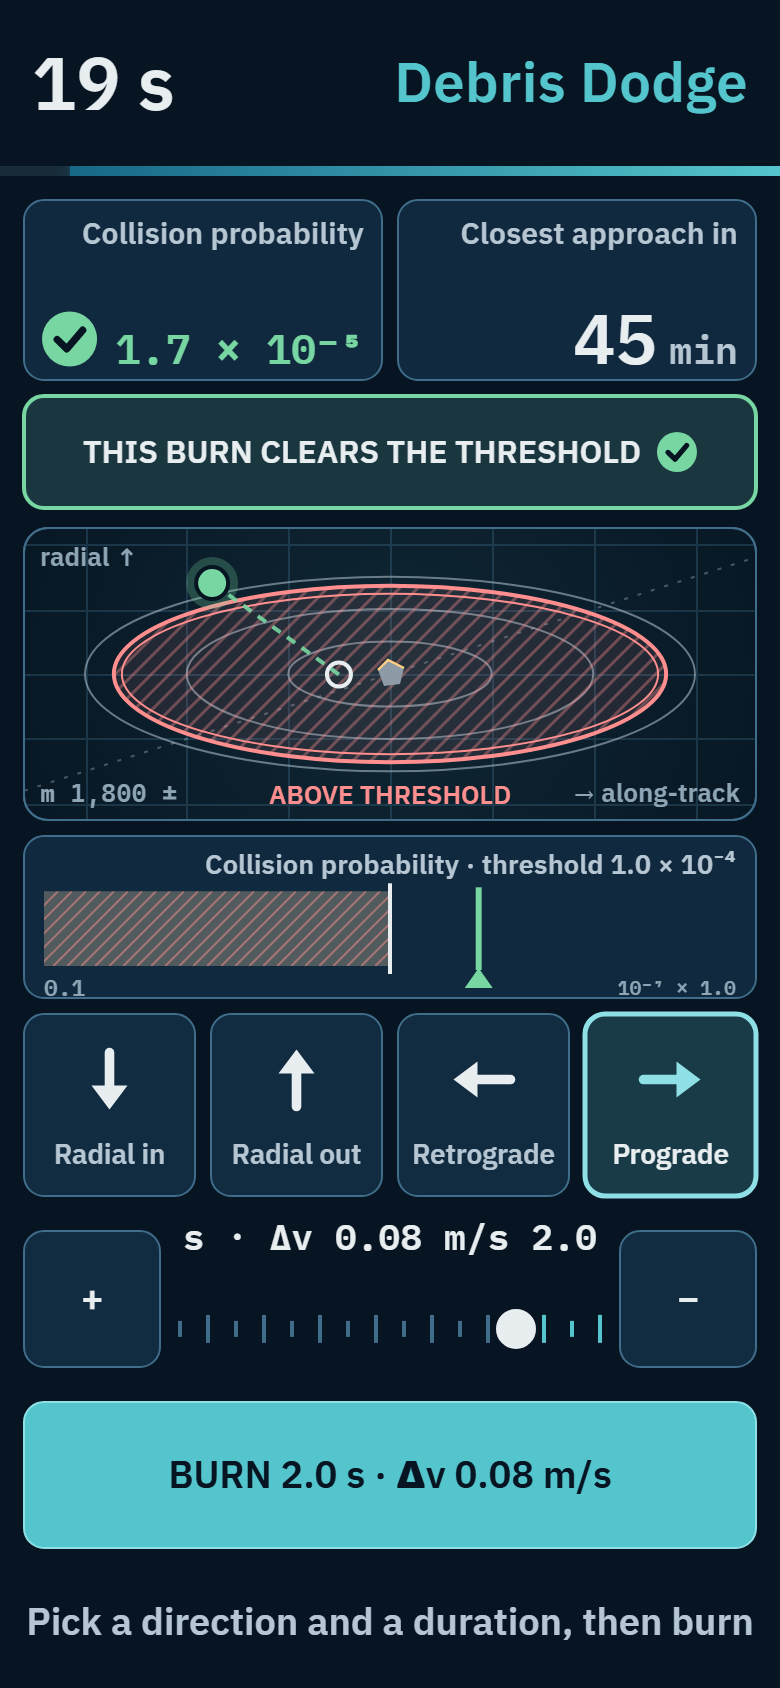 19 s
Debris Dodge
Collision probability
1.7 × 10⁻⁵
Closest approach in
45 min
THIS BURN CLEARS THE THRESHOLD
radial ↑
m 1,800 ±
ABOVE THRESHOLD
→ along-track
Collision probability · threshold 1.0 × 10⁻⁴
0.1
10⁻⁷ × 1.0
Radial in
Radial out
Retrograde
Prograde
s · Δv 0.08 m/s 2.0
+
−
BURN 2.0 s · Δv 0.08 m/s
Pick a direction and a duration, then burn